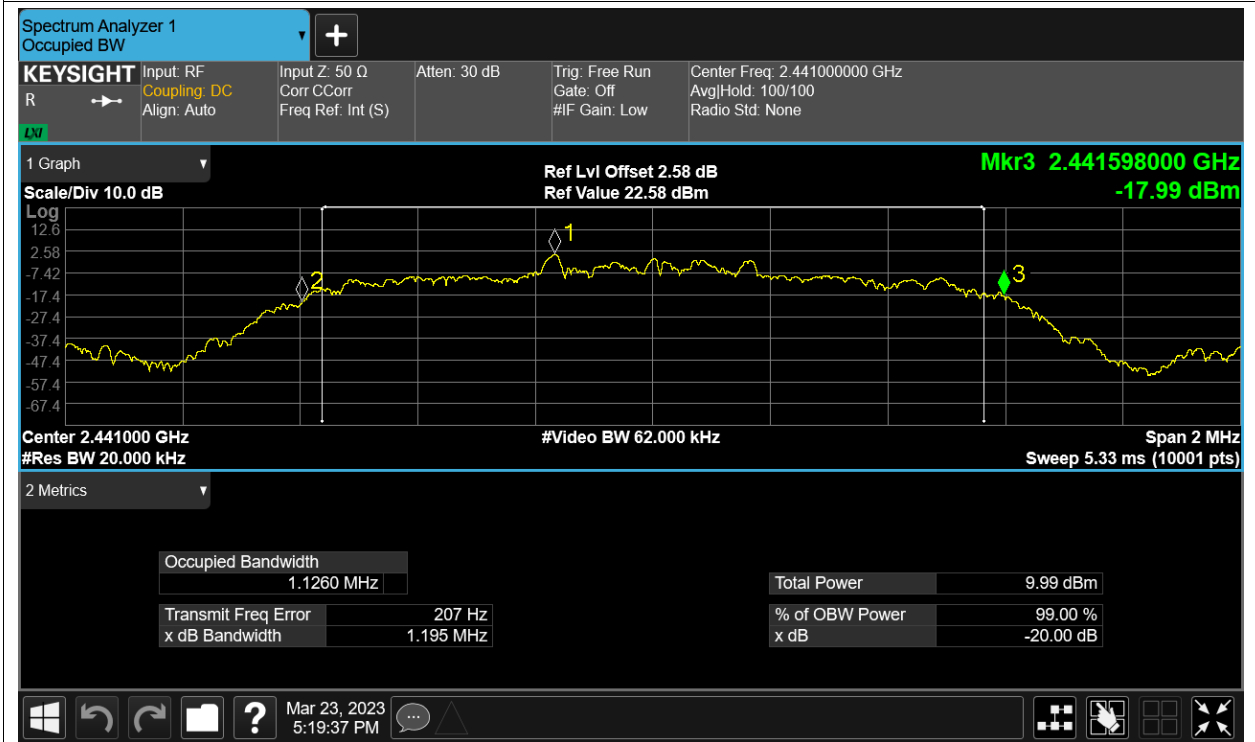 Spectrum Analyzer 1
Occupied BW
KEYSIGHT Input: RF Input Z: 50 Ω Atten: 30 dB Trig: Free Run Center Freq: 2.441000000 GHz
R Coupling: DC Corr CCorr Gate: Off Avg|Hold: 100/100
Align: Auto Freq Ref: Int (S) #IF Gain: Low Radio Std: None
LXI
1 Graph Ref Lvl Offset 2.58 dB Mkr3 2.441598000 GHz
Scale/Div 10.0 dB Ref Value 22.58 dBm -17.99 dBm
Log
12.6
2.58
-7.42
-17.4
-27.4
-37.4
-47.4
-57.4
-67.4
1
2
3
Center 2.441000 GHz #Video BW 62.000 kHz Span 2 MHz
#Res BW 20.000 kHz Sweep 5.33 ms (10001 pts)
2 Metrics
Occupied Bandwidth
1.1260 MHz Total Power 9.99 dBm
Transmit Freq Error 207 Hz % of OBW Power 99.00 %
x dB Bandwidth 1.195 MHz x dB -20.00 dB
? Mar 23, 2023
5:19:37 PM